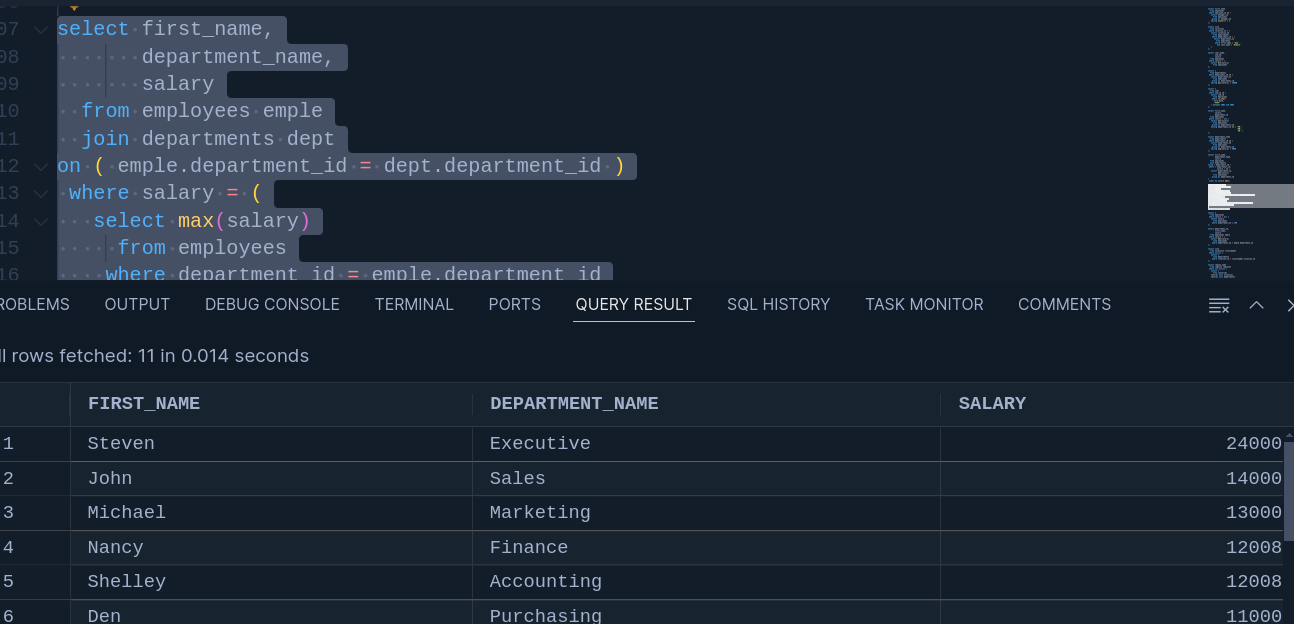 07 select first_name,
08 department_name,
09 salary
10 from employees emple
11 join departments dept
12 on ( emple.department_id = dept.department_id )
13 where salary = (
14 select max(salary)
15 from employees
16 where department_id = emple.department_id
ROBLEMS OUTPUT DEBUG CONSOLE TERMINAL PORTS QUERY RESULT SQL HISTORY TASK MONITOR COMMENTS
ll rows fetched: 11 in 0.014 seconds
FIRST_NAME DEPARTMENT_NAME SALARY
1 Steven Executive 24000
2 John Sales 14000
3 Michael Marketing 13000
4 Nancy Finance 12008
5 Shelley Accounting 12008
6 Den Purchasing 11000